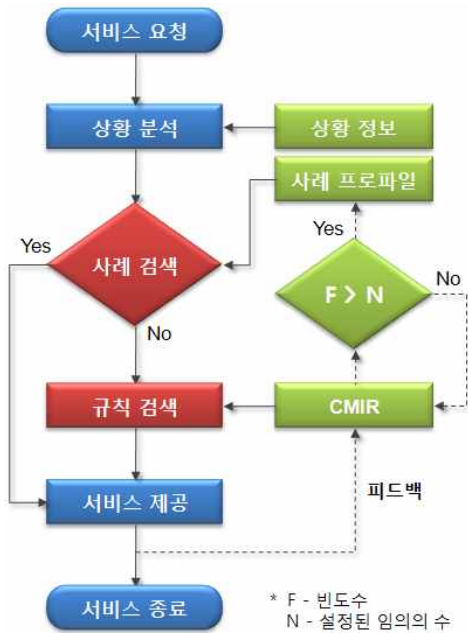 서비스 요청
상황 분석
상황 정보
사례 프로파일
Yes
Yes
사례 검색
F > N
No
No
규칙 검색
CMIR
피드백
서비스 제공
서비스 종료
* F - 빈도수
N - 설정된 임의의 수